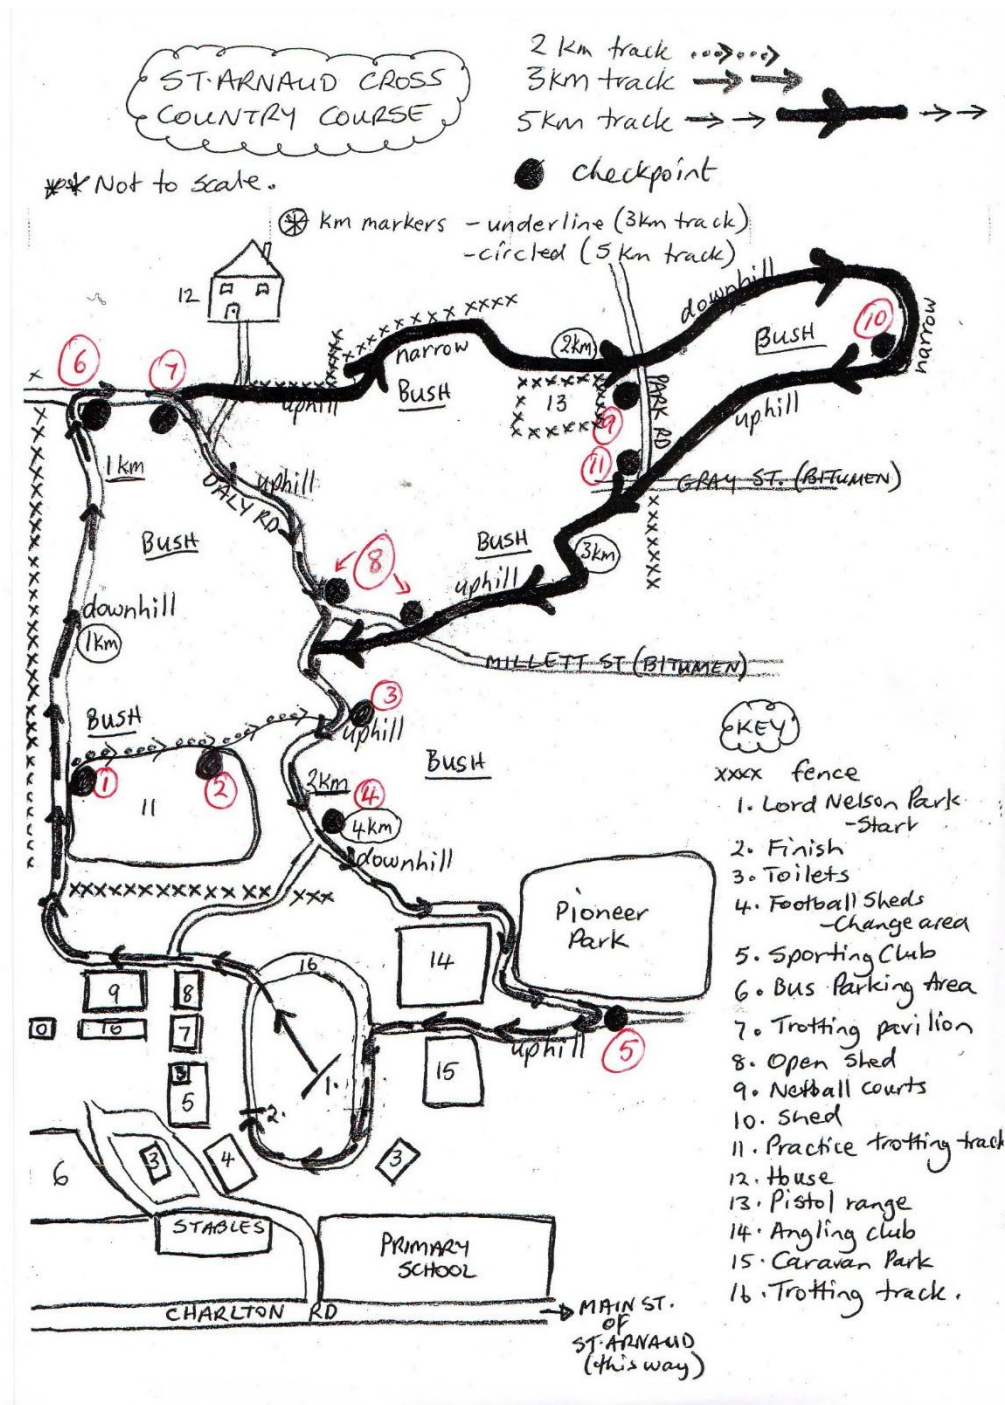 ST. ARNAUD CROSS
COUNTRY COURSE
2 Km track
3km track
5km track
checkpoint
** Not to scale.
* km markers - underline (3km track)
- circled (5km track)
12
downhill
narrow
BUSH
10
6
7
narrow
2km
uphill
BUSH
13
PARK RD
9
uphill
11
GRAY ST. (BITUMEN)
1km
DALY RD
uphill
BUSH
BUSH
8
3km
uphill
downhill
1km
MILLETT ST (BITUMEN)
BUSH
3
uphill
BUSH
1
2
11
2km
4
4km
downhill
Pioneer
Park
16
14
9
8
0
10
7
uphill
5
15
1.
3
5
2.
6
3
4
3
STABLES
PRIMARY
SCHOOL
CHARLTON RD
MAIN ST.
OF
ST. ARNAUD
(this way)
KEY
xxxx fence
1. Lord Nelson Park
- Start
2. Finish
3. Toilets
4. Football Sheds
- Change area
5. Sporting Club
6. Bus Parking Area
7. Trotting pavilion
8. Open Shed
9. Netball courts
10. Shed
11. Practice trotting track
12. House
13. Pistol range
14. Angling club
15. Caravan Park
16. Trotting track.